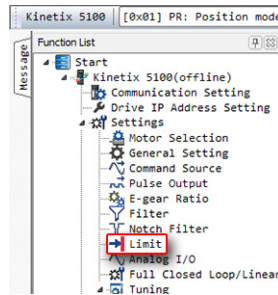 Kinetix 5100 [0x01] PR: Position mode
Message
Function List
Start
Kinetix 5100(offline)
Communication Setting
Drive IP Address Setting
Settings
Motor Selection
General Setting
Command Source
Pulse Output
E-gear Ratio
Filter
Notch Filter
Limit
Analog I/O
Full Closed Loop/Linear
Tuning